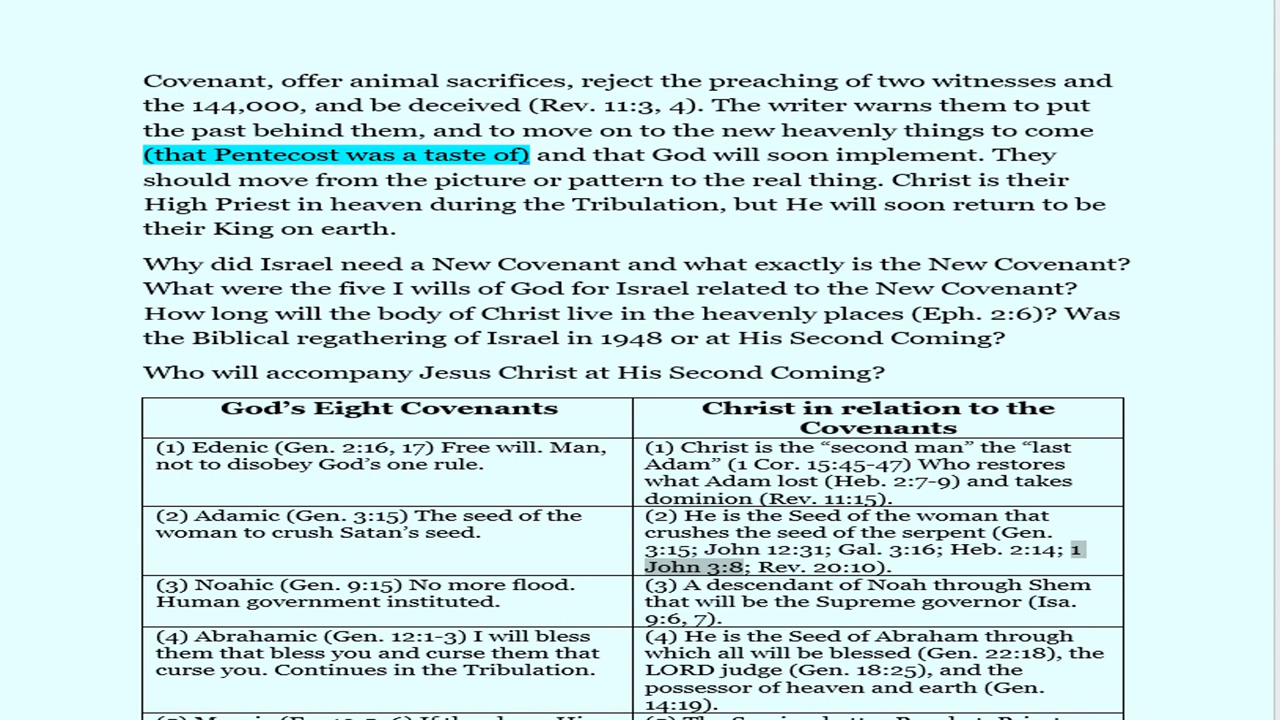 Covenant, offer animal sacrifices, reject the preaching of two witnesses and
the 144,000, and be deceived (Rev. 11:3, 4). The writer warns them to put
the past behind them, and to move on to the new heavenly things to come
(that Pentecost was a taste of) and that God will soon implement. They
should move from the picture or pattern to the real thing. Christ is their
High Priest in heaven during the Tribulation, but He will soon return to be
their King on earth.
Why did Israel need a New Covenant and what exactly is the New Covenant?
What were the five I wills of God for Israel related to the New Covenant?
How long will the body of Christ live in the heavenly places (Eph. 2:6)? Was
the Biblical regathering of Israel in 1948 or at His Second Coming?
Who will accompany Jesus Christ at His Second Coming?
God’s Eight Covenants
Christ in relation to the
Covenants
(1) Edenic (Gen. 2:16, 17) Free will. Man,
not to disobey God’s one rule.
(1) Christ is the “second man” the “last
Adam” (1 Cor. 15:45-47) Who restores
what Adam lost (Heb. 2:7-9) and takes
dominion (Rev. 11:15).
(2) Adamic (Gen. 3:15) The seed of the
woman to crush Satan’s seed.
(2) He is the Seed of the woman that
crushes the seed of the serpent (Gen.
3:15; John 12:31; Gal. 3:16; Heb. 2:14; 1
John 3:8; Rev. 20:10).
(3) Noahic (Gen. 9:15) No more flood.
Human government instituted.
(3) A descendant of Noah through Shem
that will be the Supreme governor (Isa.
9:6, 7).
(4) Abrahamic (Gen. 12:1-3) I will bless
them that bless you and curse them that
curse you. Continues in the Tribulation.
(4) He is the Seed of Abraham through
which all will be blessed (Gen. 22:18), the
LORD judge (Gen. 18:25), and the
possessor of heaven and earth (Gen.
14:19).